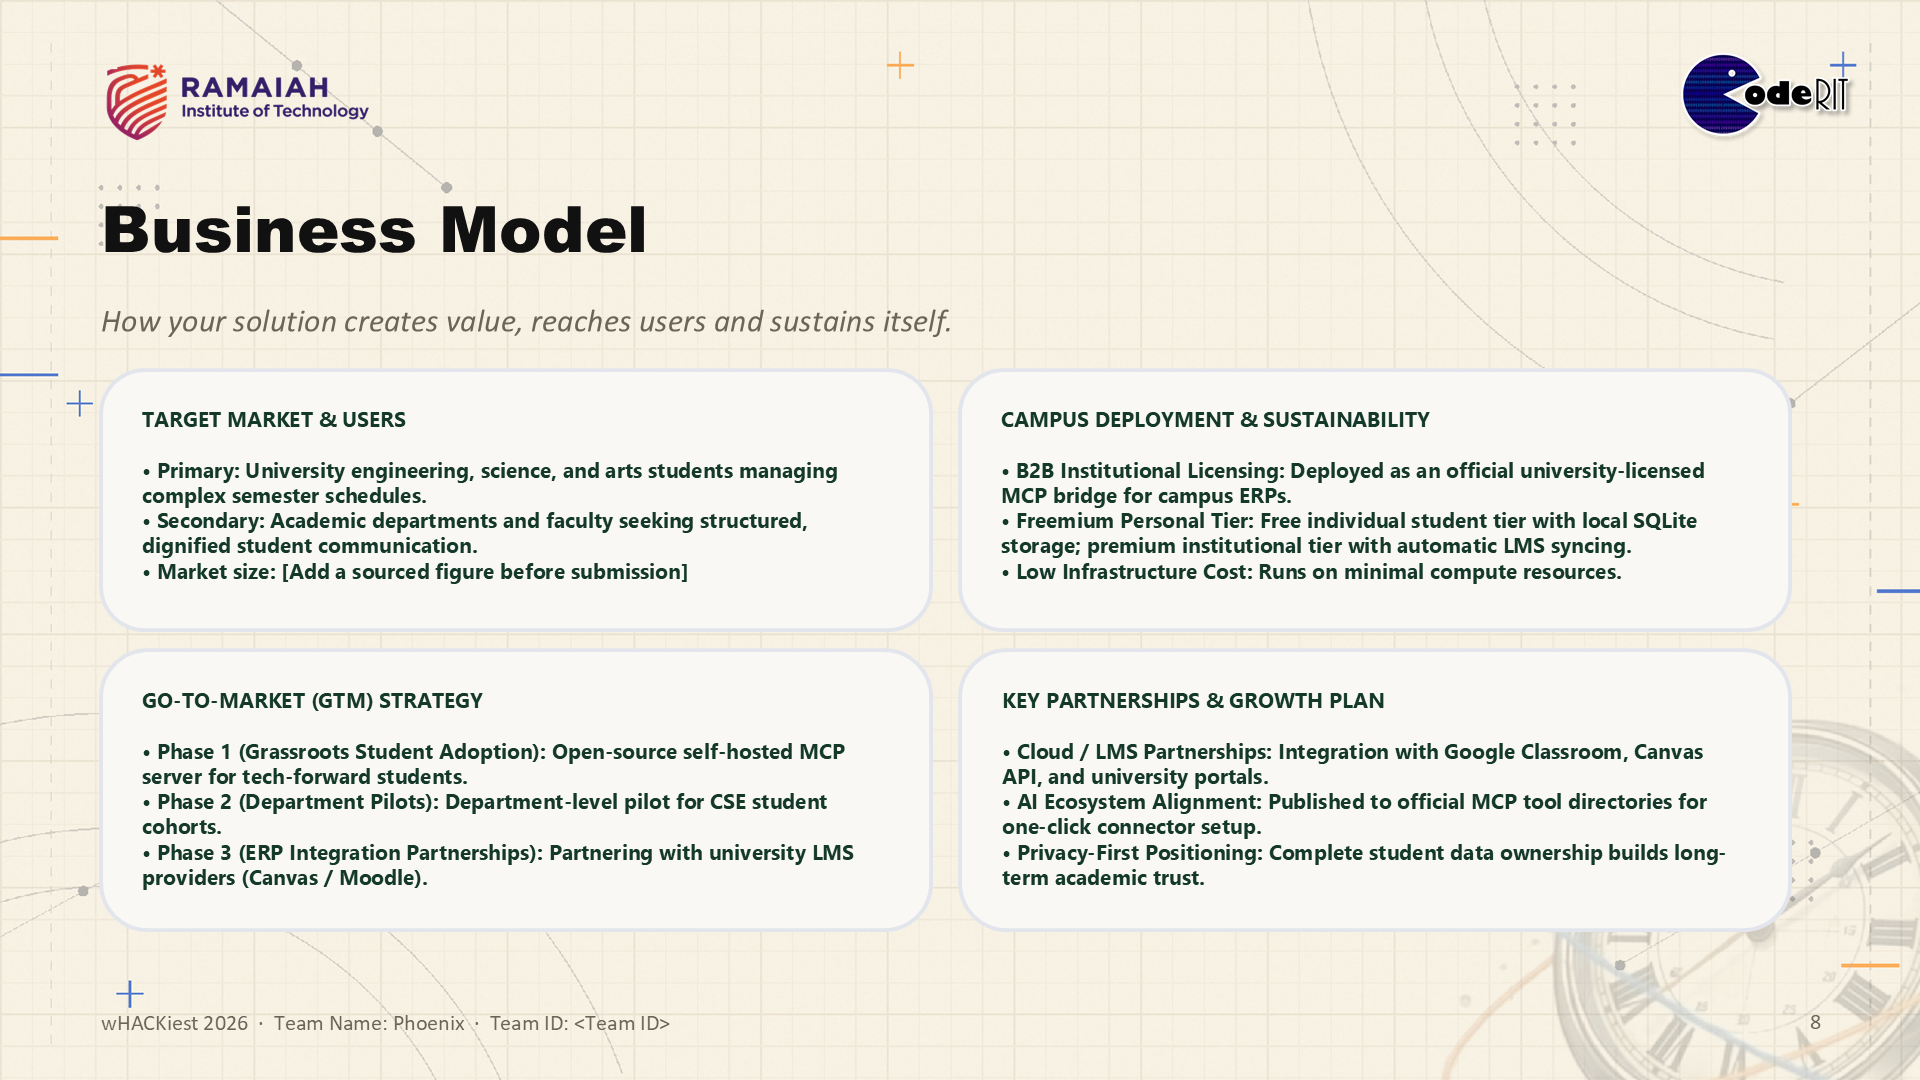 RAMAIAH
Institute of Technology
odeRIT
Business Model
How your solution creates value, reaches users and sustains itself.
TARGET MARKET & USERS
• Primary: University engineering, science, and arts students managing
complex semester schedules.
• Secondary: Academic departments and faculty seeking structured,
dignified student communication.
• Market size: [Add a sourced figure before submission]
CAMPUS DEPLOYMENT & SUSTAINABILITY
• B2B Institutional Licensing: Deployed as an official university-licensed
MCP bridge for campus ERPs.
• Freemium Personal Tier: Free individual student tier with local SQLite
storage; premium institutional tier with automatic LMS syncing.
• Low Infrastructure Cost: Runs on minimal compute resources.
GO-TO-MARKET (GTM) STRATEGY
• Phase 1 (Grassroots Student Adoption): Open-source self-hosted MCP
server for tech-forward students.
• Phase 2 (Department Pilots): Department-level pilot for CSE student
cohorts.
• Phase 3 (ERP Integration Partnerships): Partnering with university LMS
providers (Canvas / Moodle).
KEY PARTNERSHIPS & GROWTH PLAN
• Cloud / LMS Partnerships: Integration with Google Classroom, Canvas
API, and university portals.
• AI Ecosystem Alignment: Published to official MCP tool directories for
one-click connector setup.
• Privacy-First Positioning: Complete student data ownership builds long-
term academic trust.
wHACKiest 2026 · Team Name: Phoenix · Team ID: <Team ID>
8